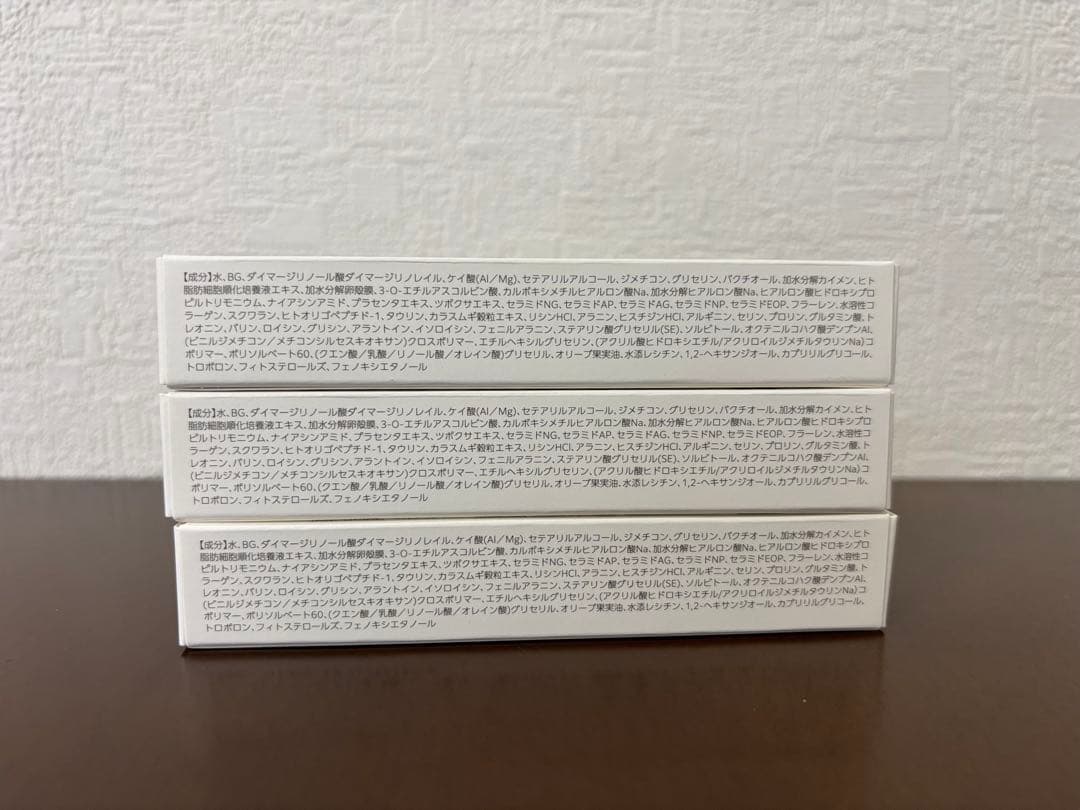 【成分】水、BG、ダイマージリノール酸ダイマージリノレイル、ケイ酸(Al/Mg)、セテアリルアルコール、ジメチコン、グリセリン、バクチオール、加水分解カイメン、ヒト
脂肪細胞順化培養液エキス、加水分解卵殻膜、3-O-エチルアスコルビン酸、カルボキシメチルヒアルロン酸Na、加水分解ヒアルロン酸Na、ヒアルロン酸ヒドロキシプロ
ピルトリモニウム、ナイアシンアミド、プラセンタエキス、ツボクサエキス、セラミドNG、セラミドAP、セラミドAG、セラミドNP、セラミドEOP、フラーレン、水溶性コ
ラーゲン、スクワラン、ヒトオリゴペプチド-1、タウリン、カラスムギ穀粒エキス、リシンHCl、アラニン、ヒスチジンHCl、アルギニン、セリン、プロリン、グルタミン酸、ト
レオニン、バリン、ロイシン、グリシン、アラントイン、イソロイシン、フェニルアラニン、ステアリン酸グリセリル(SE)、ソルビトール、オクテニルコハク酸デンプンAl、
(ビニルジメチコン/メチコンシルセスキオキサン)クロスポリマー、エチルヘキシルグリセリン、(アクリル酸ヒドロキシエチル/アクリロイルジメチルタウリンNa)コ
ポリマー、ポリソルベート60、(クエン酸/乳酸/リノール酸/オレイン酸)グリセリル、オリーブ果実油、水添レシチン、1,2-ヘキサンジオール、カプリリルグリコール、
トロポロン、フィトステロールズ、フェノキシエタノール
【成分】水、BG、ダイマージリノール酸ダイマージリノレイル、ケイ酸(Al/Mg)、セテアリルアルコール、ジメチコン、グリセリン、バクチオール、加水分解カイメン、ヒト
脂肪細胞順化培養液エキス、加水分解卵殻膜、3-O-エチルアスコルビン酸、カルボキシメチルヒアルロン酸Na、加水分解ヒアルロン酸Na、ヒアルロン酸ヒドロキシプロ
ピルトリモニウム、ナイアシンアミド、プラセンタエキス、ツボクサエキス、セラミドNG、セラミドAP、セラミドAG、セラミドNP、セラミドEOP、フラーレン、水溶性コ
ラーゲン、スクワラン、ヒトオリゴペプチド-1、タウリン、カラスムギ穀粒エキス、リシンHCl、アラニン、ヒスチジンHCl、アルギニン、セリン、プロリン、グルタミン酸、ト
レオニン、バリン、ロイシン、グリシン、アラントイン、イソロイシン、フェニルアラニン、ステアリン酸グリセリル(SE)、ソルビトール、オクテニルコハク酸デンプンAl、
(ビニルジメチコン/メチコンシルセスキオキサン)クロスポリマー、エチルヘキシルグリセリン、(アクリル酸ヒドロキシエチル/アクリロイルジメチルタウリンNa)コ
ポリマー、ポリソルベート60、(クエン酸/乳酸/リノール酸/オレイン酸)グリセリル、オリーブ果実油、水添レシチン、1,2-ヘキサンジオール、カプリリルグリコール、
トロポロン、フィトステロールズ、フェノキシエタノール
【成分】水、BG、ダイマージリノール酸ダイマージリノレイル、ケイ酸(Al/Mg)、セテアリルアルコール、ジメチコン、グリセリン、バクチオール、加水分解カイメン、ヒト
脂肪細胞順化培養液エキス、加水分解卵殻膜、3-O-エチルアスコルビン酸、カルボキシメチルヒアルロン酸Na、加水分解ヒアルロン酸Na、ヒアルロン酸ヒドロキシプロ
ピルトリモニウム、ナイアシンアミド、プラセンタエキス、ツボクサエキス、セラミドNG、セラミドAP、セラミドAG、セラミドNP、セラミドEOP、フラーレン、水溶性コ
ラーゲン、スクワラン、ヒトオリゴペプチド-1、タウリン、カラスムギ穀粒エキス、リシンHCl、アラニン、ヒスチジンHCl、アルギニン、セリン、プロリン、グルタミン酸、ト
レオニン、バリン、ロイシン、グリシン、アラントイン、イソロイシン、フェニルアラニン、ステアリン酸グリセリル(SE)、ソルビトール、オクテニルコハク酸デンプンAl、
(ビニルジメチコン/メチコンシルセスキオキサン)クロスポリマー、エチルヘキシルグリセリン、(アクリル酸ヒドロキシエチル/アクリロイルジメチルタウリンNa)コ
ポリマー、ポリソルベート60、(クエン酸/乳酸/リノール酸/オレイン酸)グリセリル、オリーブ果実油、水添レシチン、1,2-ヘキサンジオール、カプリリルグリコール、
トロポロン、フィトステロールズ、フェノキシエタノール